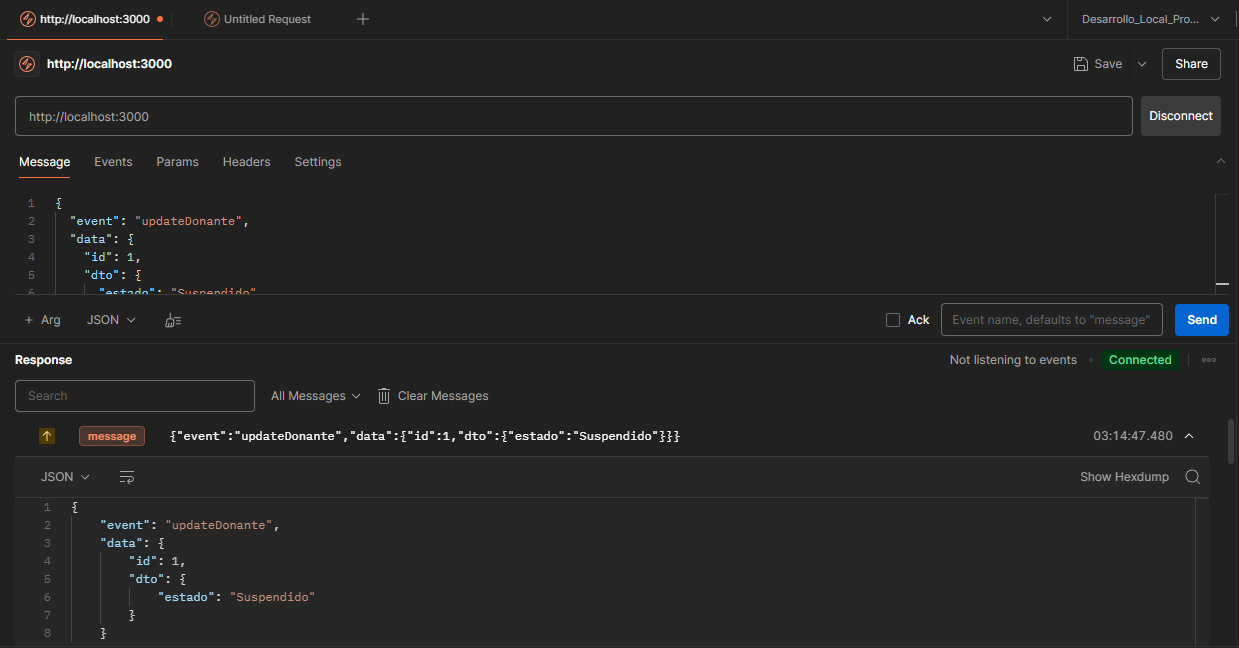 http://localhost:3000
Untitled Request
Desarrollo_Local_Pro...
http://localhost:3000
Save
Share
http://localhost:3000
Disconnect
Message Events Params Headers Settings
1 {
2 "event": "updateDonante",
3 "data": {
4 "id": 1,
5 "dto": {
6 "estado": "Suspendido"
+ Arg JSON
Ack
Event name, defaults to "message"
Send
Response
Not listening to events
Connected
Search
All Messages
Clear Messages
message {"event":"updateDonante","data":{"id":1,"dto":{"estado":"Suspendido"}}} 03:14:47.480
JSON
Show Hexdump
1 {
2 "event": "updateDonante",
3 "data": {
4 "id": 1,
5 "dto": {
6 "estado": "Suspendido"
7 }
8 }